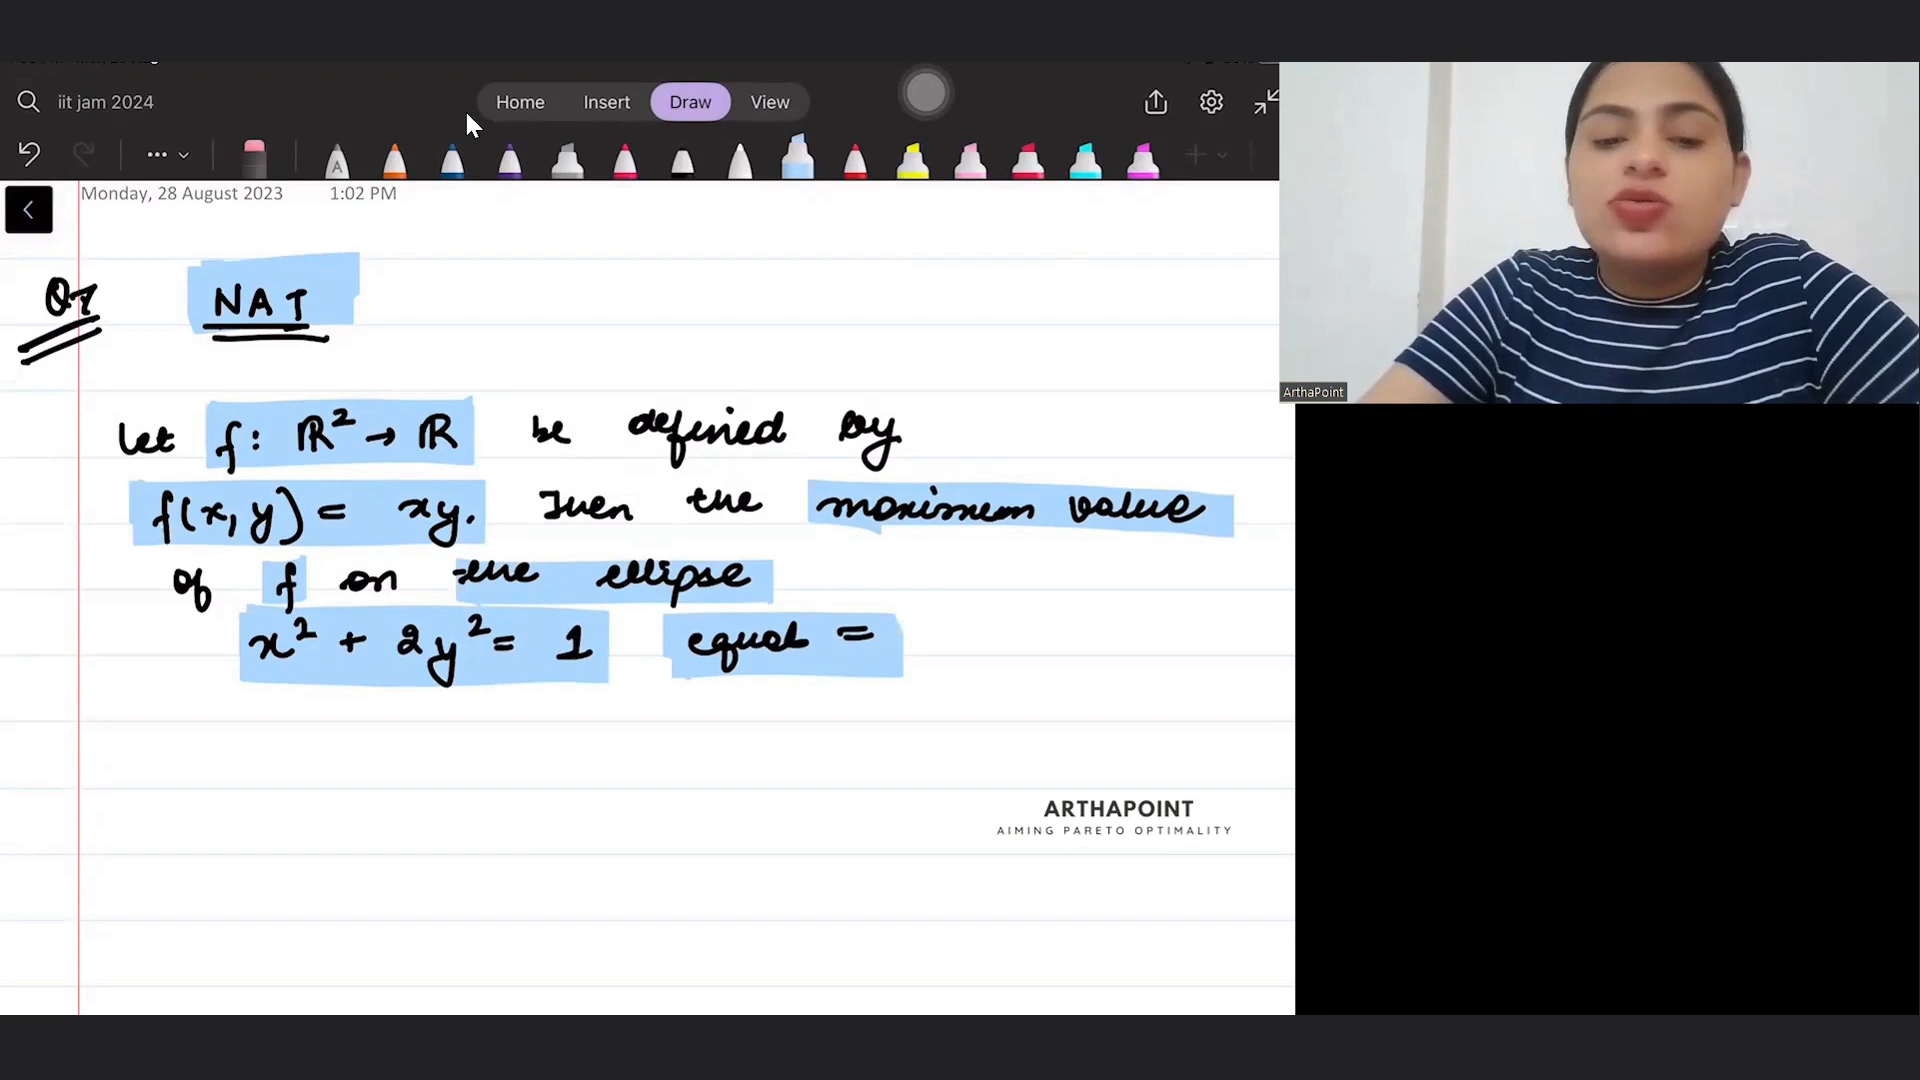 iit jam 2024
Home Insert Draw View
A
Monday, 28 August 2023 1:02 PM
NAT
ArthaPoint
Let f: ℝ² → ℝ be defined by
f(x, y) = xy. Then the maximum value
of f on the ellipse
x² + 2y² = 1 equal =
ARTHAPOINT
AIMING PARETO OPTIMALITY